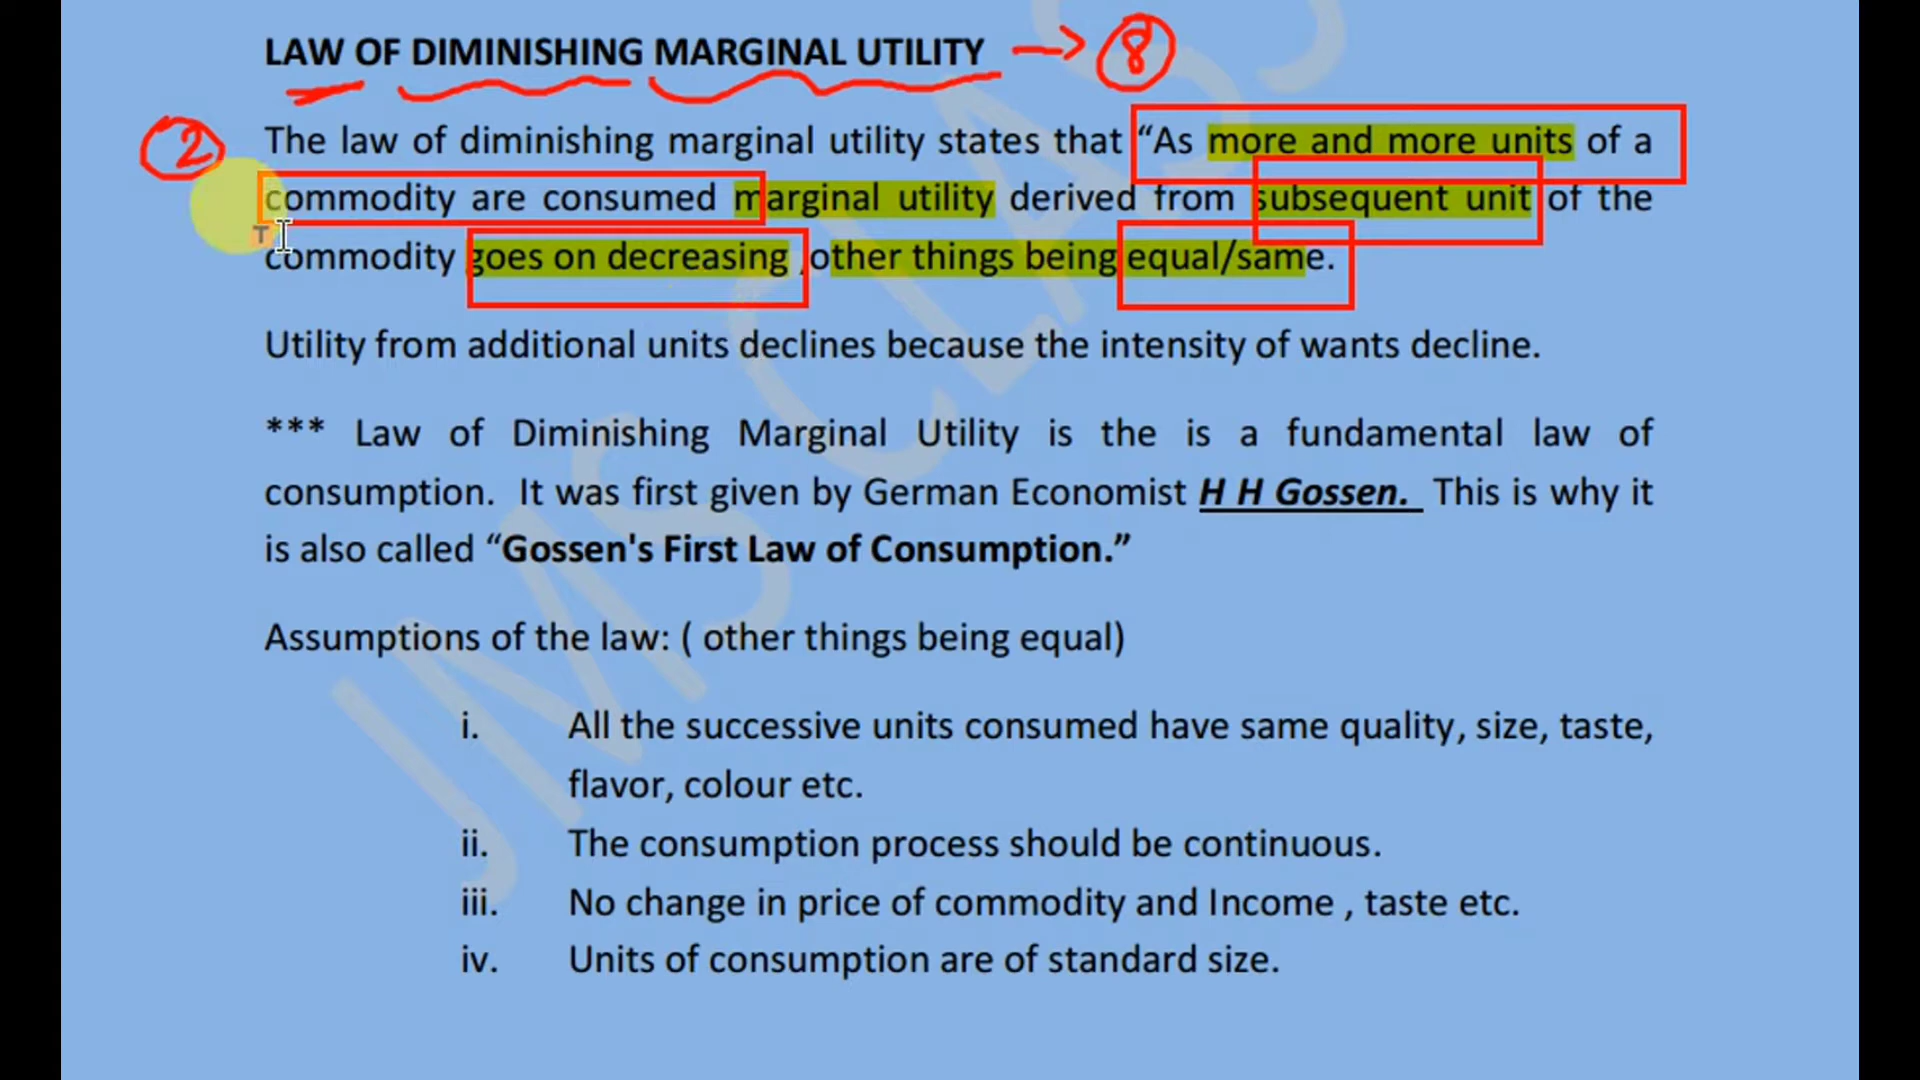 LAW OF DIMINISHING MARGINAL UTILITY → 8
2
The law of diminishing marginal utility states that “As more and more units of a
commodity are consumed marginal utility derived from subsequent unit of the
commodity goes on decreasing ,other things being equal/same.
Utility from additional units declines because the intensity of wants decline.
*** Law of Diminishing Marginal Utility is the is a fundamental law of
consumption. It was first given by German Economist H H Gossen. This is why it
is also called “Gossen's First Law of Consumption.”
Assumptions of the law: ( other things being equal)
i. All the successive units consumed have same quality, size, taste,
flavor, colour etc.
ii. The consumption process should be continuous.
iii. No change in price of commodity and Income , taste etc.
iv. Units of consumption are of standard size.
JMS CLASS
T